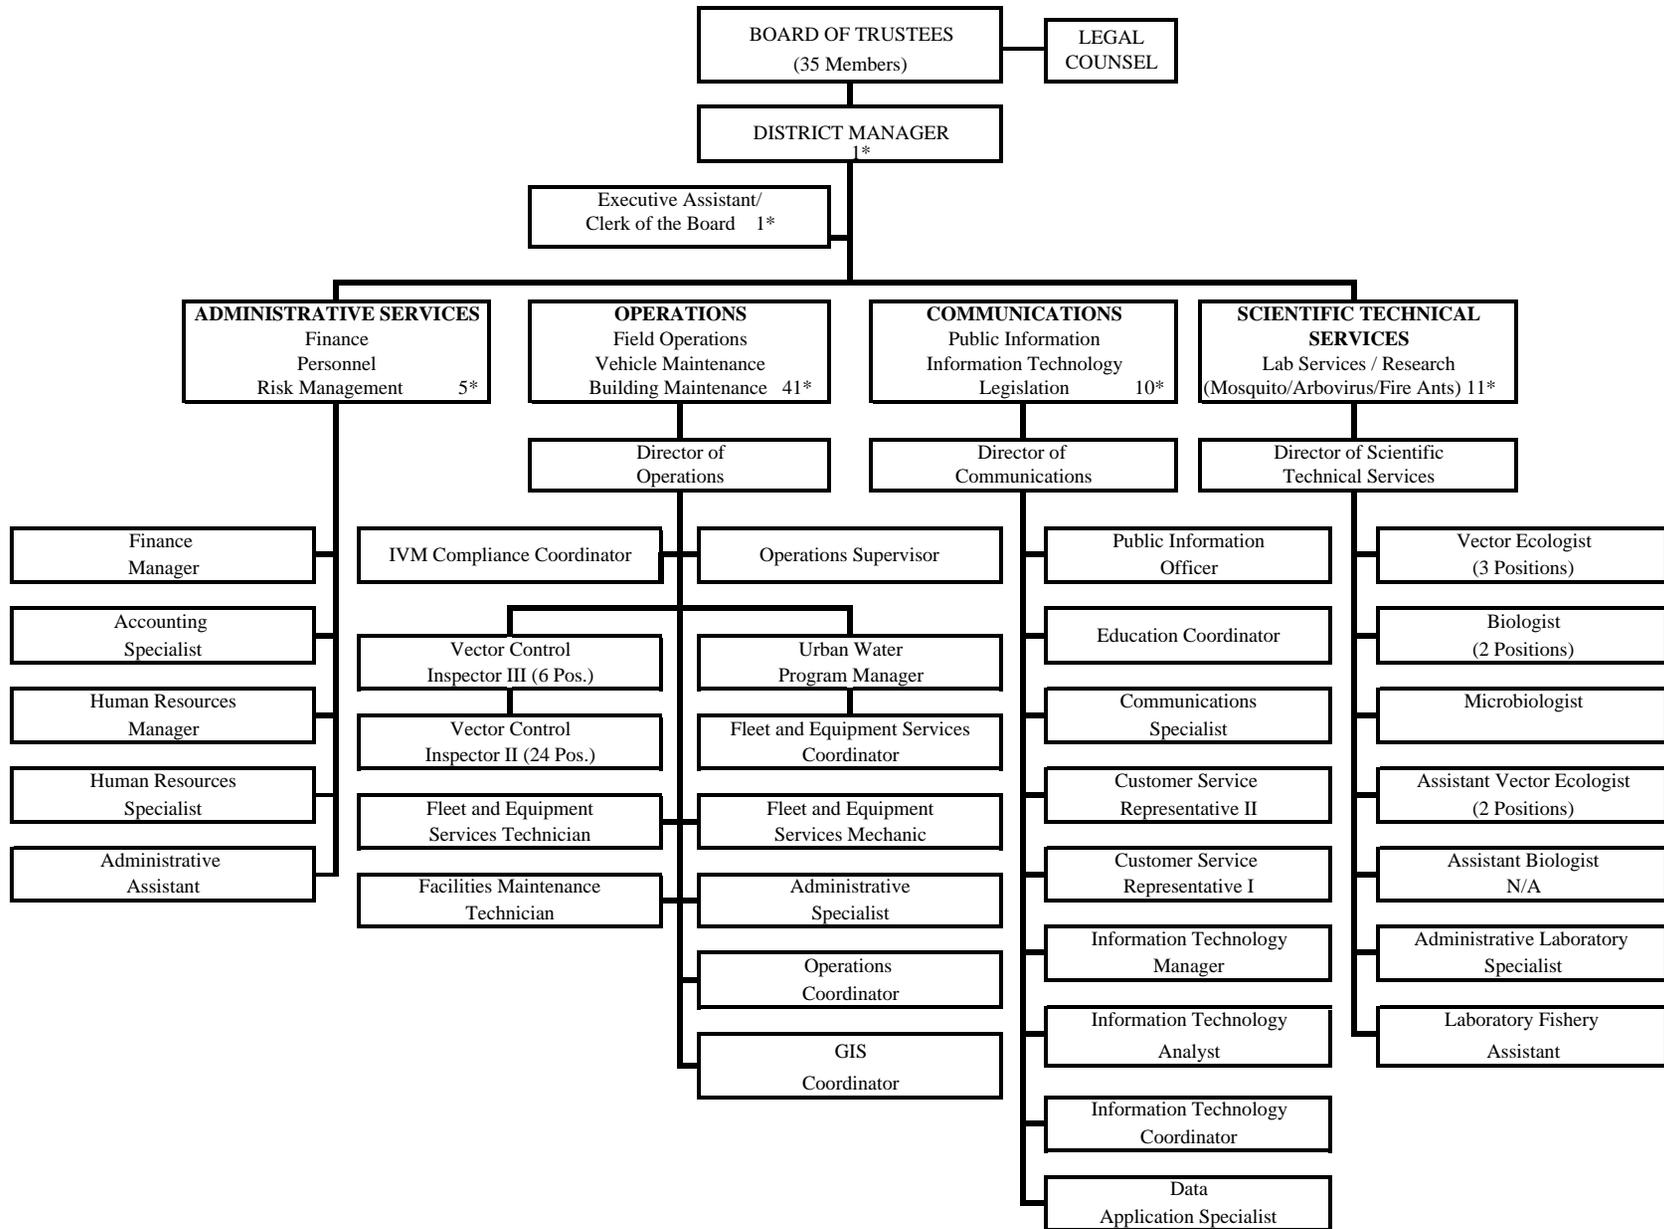 BOARD OF TRUSTEES
(35 Members)
LEGAL
COUNSEL
DISTRICT MANAGER
1*
Executive Assistant/
Clerk of the Board 1*
ADMINISTRATIVE SERVICES
Finance
Personnel
Risk Management 5*
OPERATIONS
Field Operations
Vehicle Maintenance
Building Maintenance 41*
COMMUNICATIONS
Public Information
Information Technology
Legislation 10*
SCIENTIFIC TECHNICAL
SERVICES
Lab Services / Research
(Mosquito/Arbovirus/Fire Ants) 11*
Director of
Operations
Director of
Communications
Director of Scientific
Technical Services
Finance
Manager
Accounting
Specialist
Human Resources
Manager
Human Resources
Specialist
Administrative
Assistant
IVM Compliance Coordinator
Operations Supervisor
Vector Control
Inspector III (6 Pos.)
Urban Water
Program Manager
Vector Control
Inspector II (24 Pos.)
Fleet and Equipment Services
Coordinator
Fleet and Equipment
Services Technician
Fleet and Equipment
Services Mechanic
Facilities Maintenance
Technician
Administrative
Specialist
Operations
Coordinator
GIS
Coordinator
Public Information
Officer
Education Coordinator
Communications
Specialist
Customer Service
Representative II
Customer Service
Representative I
Information Technology
Manager
Information Technology
Analyst
Information Technology
Coordinator
Data
Application Specialist
Vector Ecologist
(3 Positions)
Biologist
(2 Positions)
Microbiologist
Assistant Vector Ecologist
(2 Positions)
Assistant Biologist
N/A
Administrative Laboratory
Specialist
Laboratory Fishery
Assistant